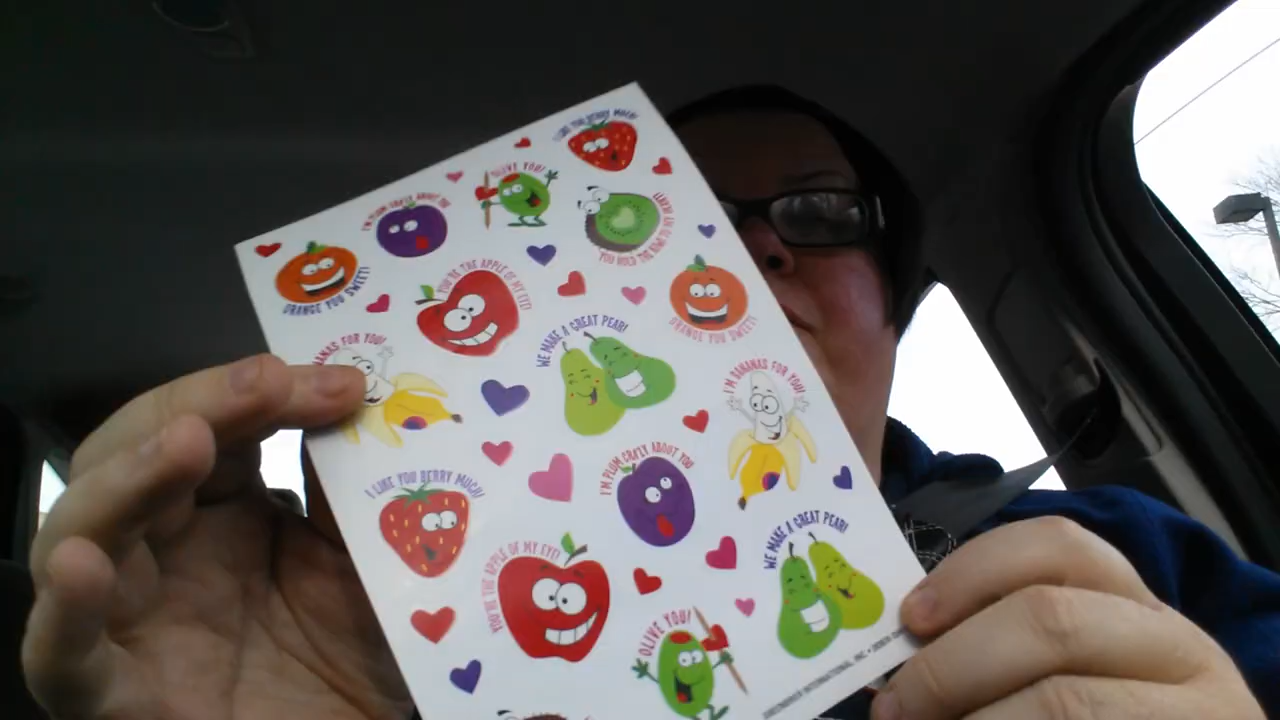 I LIKE YOU BERRY MUCH!
OLIVE YOU!
I'M PLUM CRAZY ABOUT YOU
YOU HOLD THE KIWI TO MY HEART!
ORANGE YOU SWEET!
YOU'RE THE APPLE OF MY EYE!
ORANGE YOU SWEET!
WE MAKE A GREAT PEAR!
BANANAS FOR YOU!
I'M BANANAS FOR YOU!
I LIKE YOU BERRY MUCH!
I'M PLUM CRAZY ABOUT YOU
WE MAKE A GREAT PEAR!
YOU'RE THE APPLE OF MY EYE!
OLIVE YOU!
INTERNATIONAL, INC.